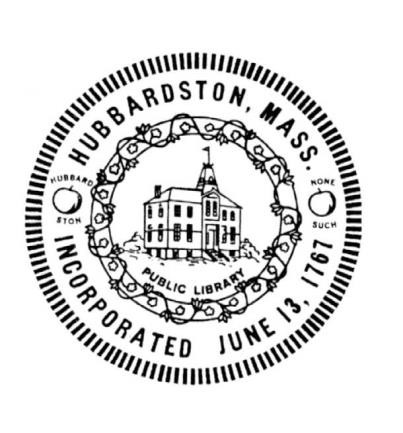 HUBBARDSTON, MASS.
HUBBARD
STON
NONE
SUCH
PUBLIC LIBRARY
INCORPORATED JUNE 13, 1767